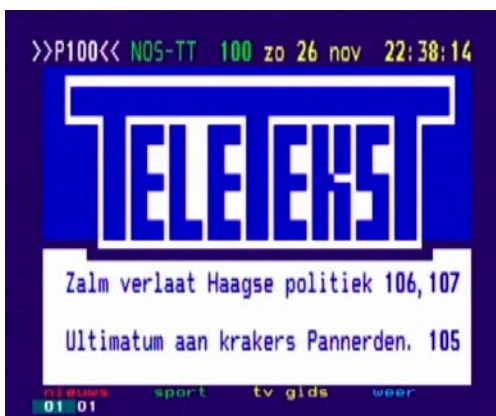 >>P100<< NOS-TT 100 zo 26 nov 22:38:14
TELETEKST
Zalm verlaat Haagse politiek 106,107
Ultimatum aan krakers Pannerden. 105
nieuws sport tv gids weer
01 01